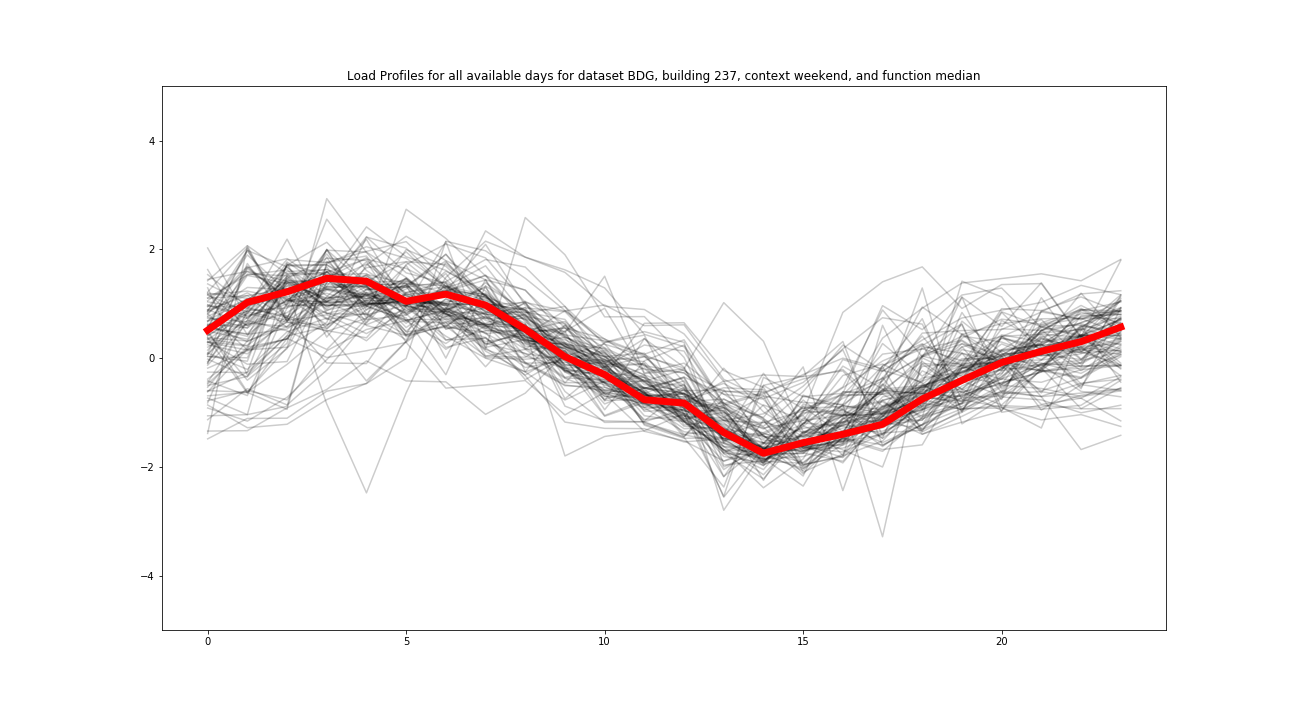 Load Profiles for all available days for dataset BDG, building 237, context weekend, and function median
4
2
0
−2
−4
0 5 10 15 20